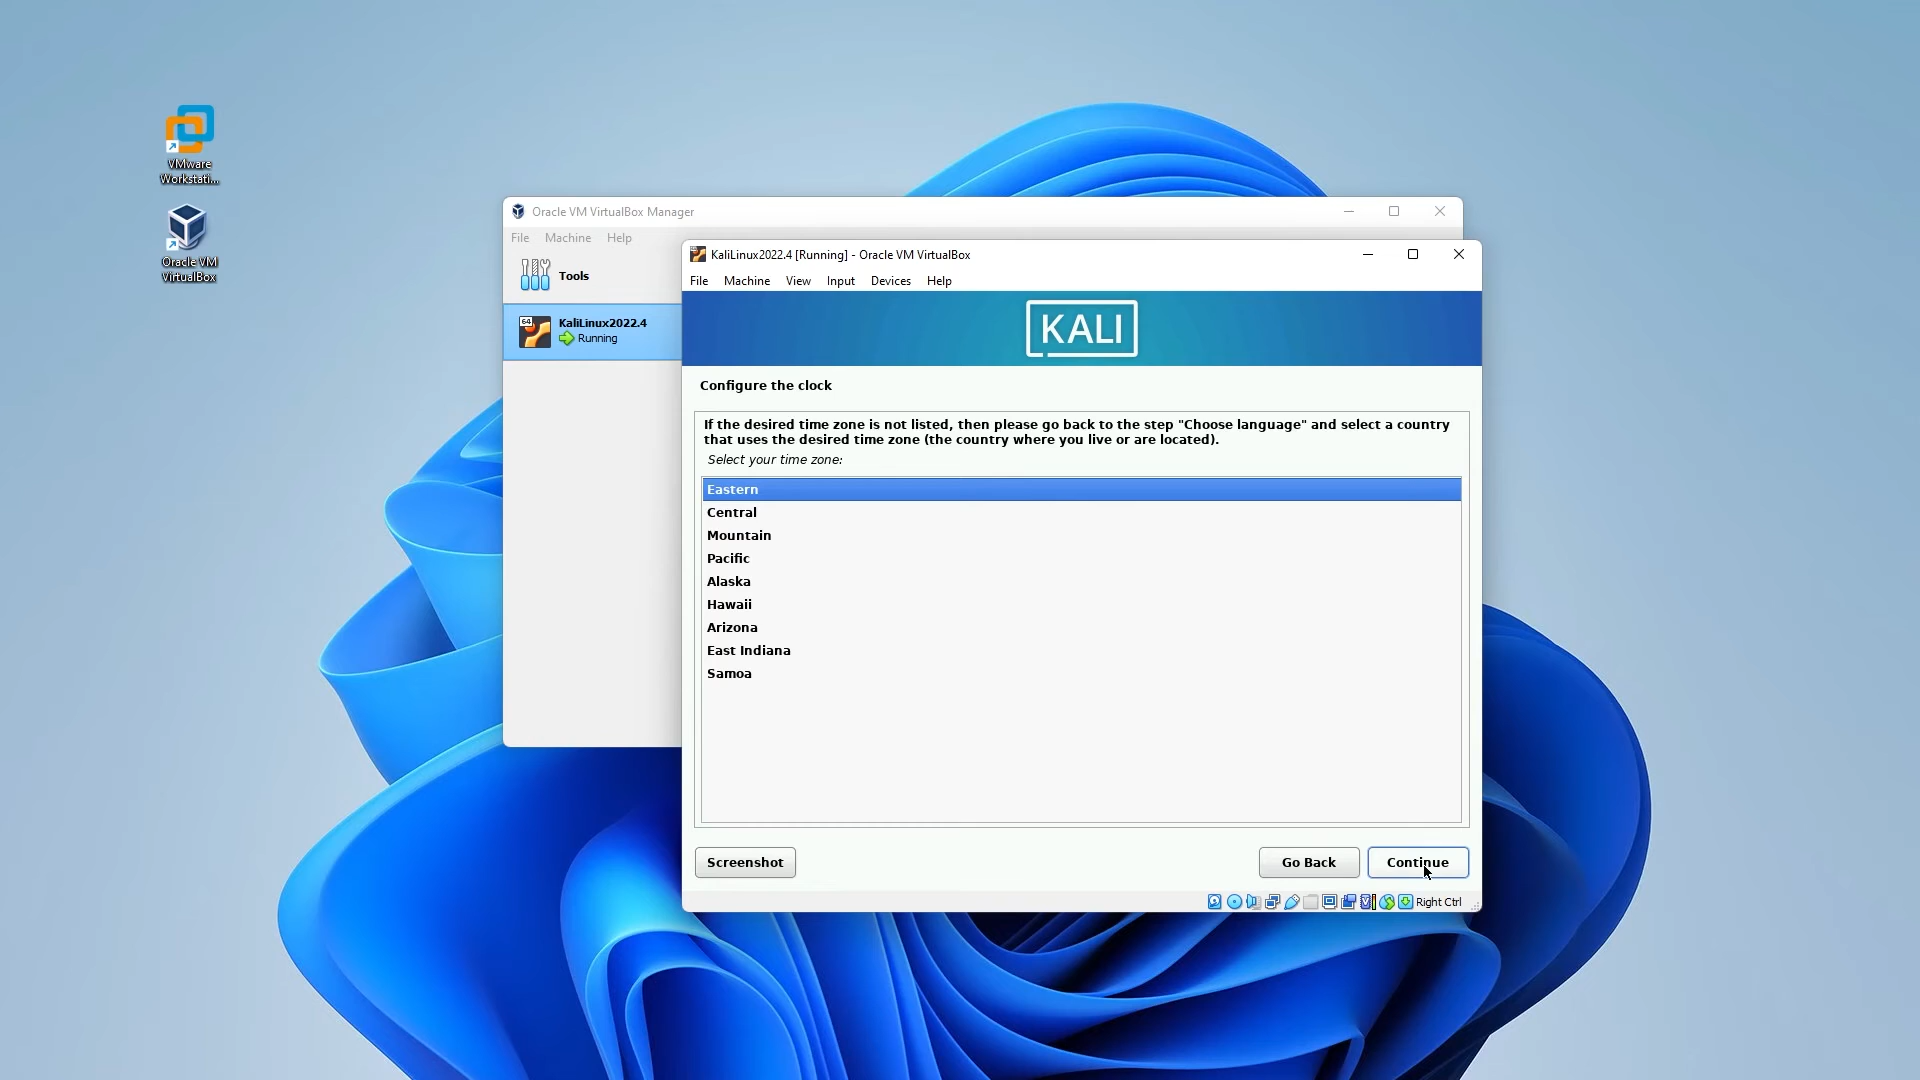 VMware
Workstati...
Oracle VM
VirtualBox
Oracle VM VirtualBox Manager
File Machine Help
Tools
64
KaliLinux2022.4
Running
KaliLinux2022.4 [Running] - Oracle VM VirtualBox
File Machine View Input Devices Help
KALI
Configure the clock
If the desired time zone is not listed, then please go back to the step "Choose language" and select a country
that uses the desired time zone (the country where you live or are located).
Select your time zone:
Eastern
Central
Mountain
Pacific
Alaska
Hawaii
Arizona
East Indiana
Samoa
Screenshot Go Back Continue
Right Ctrl